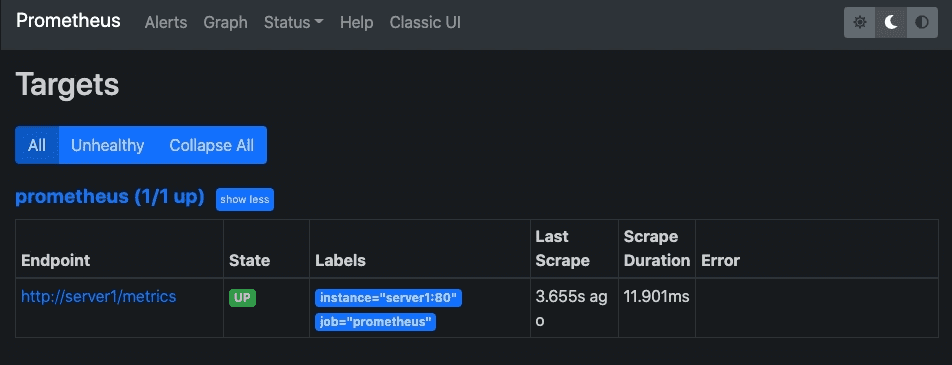 Prometheus Alerts Graph Status Help Classic UI
Targets
All Unhealthy Collapse All
prometheus (1/1 up) show less
Endpoint State Labels Last Scrape Scrape Duration Error
http://server1/metrics UP instance="server1:80" 3.655s ago 11.901ms
job="prometheus"